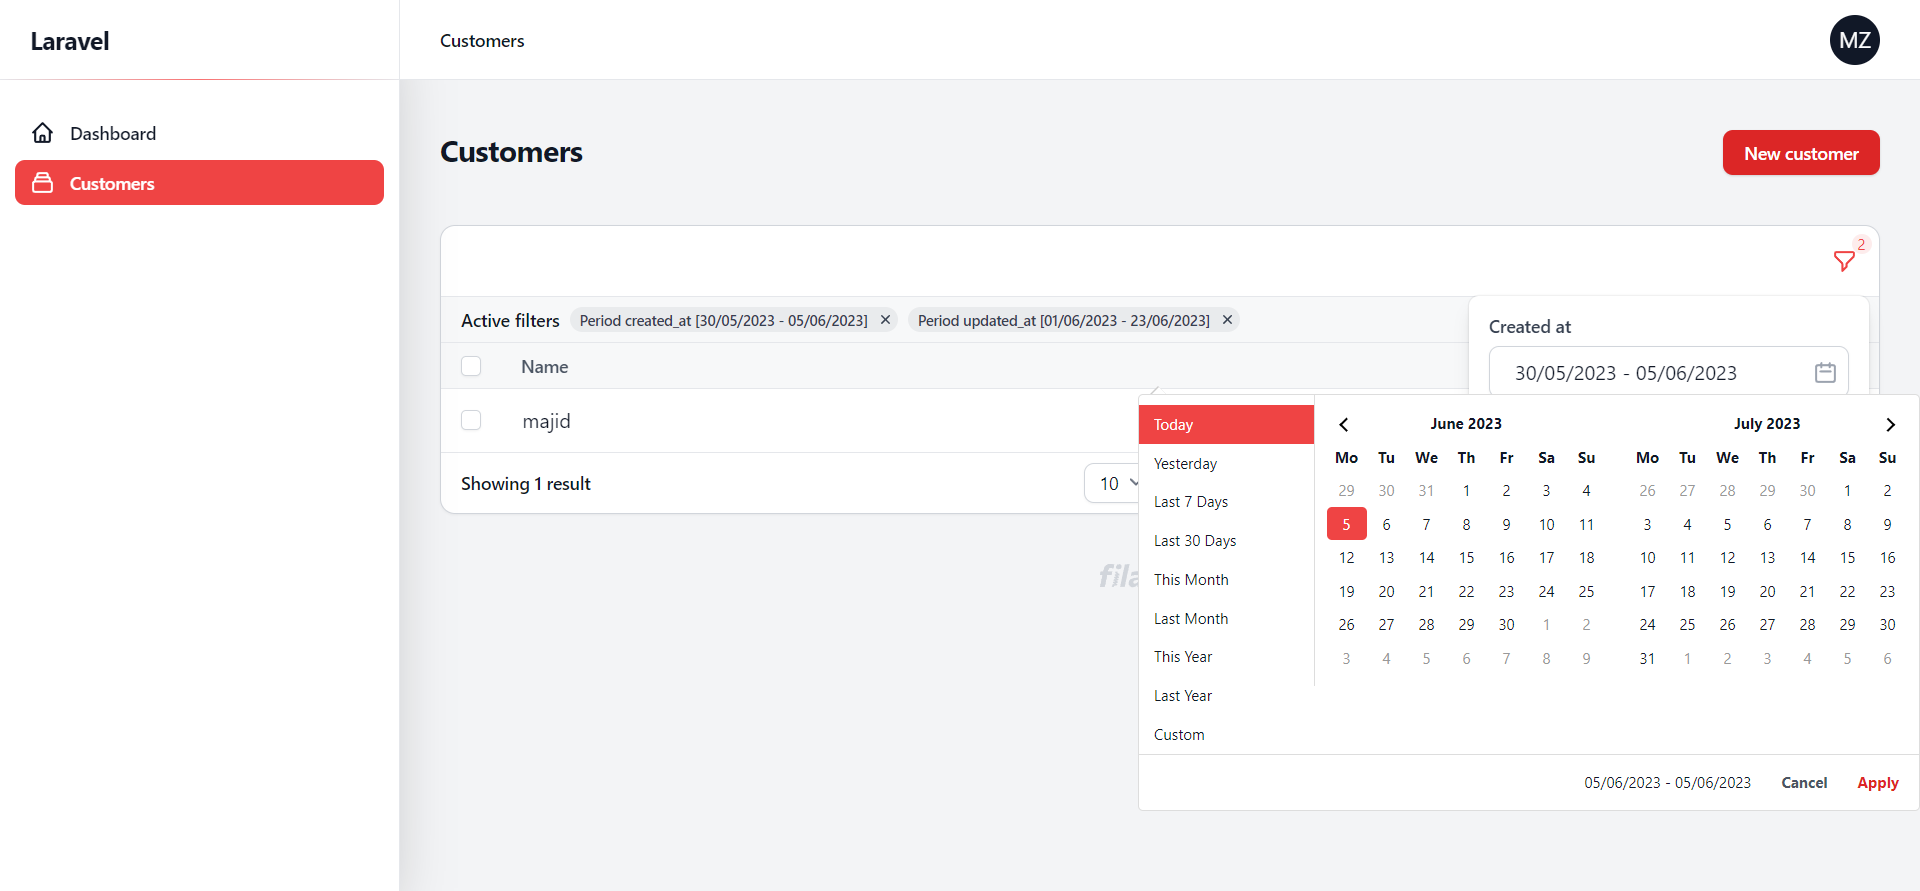 Laravel
Customers
MZ
Dashboard
Customers
Customers
New customer
2
Active filters
Period created_at [30/05/2023 - 05/06/2023] ✕
Period updated_at [01/06/2023 - 23/06/2023] ✕
Created at
30/05/2023 - 05/06/2023
Name
majid
Showing 1 result
10
fila
Today
Yesterday
Last 7 Days
Last 30 Days
This Month
Last Month
This Year
Last Year
Custom
June 2023
Mo Tu We Th Fr Sa Su
29 30 31 1 2 3 4
5 6 7 8 9 10 11
12 13 14 15 16 17 18
19 20 21 22 23 24 25
26 27 28 29 30 1 2
3 4 5 6 7 8 9
July 2023
Mo Tu We Th Fr Sa Su
26 27 28 29 30 1 2
3 4 5 6 7 8 9
10 11 12 13 14 15 16
17 18 19 20 21 22 23
24 25 26 27 28 29 30
31 1 2 3 4 5 6
05/06/2023 - 05/06/2023
Cancel
Apply